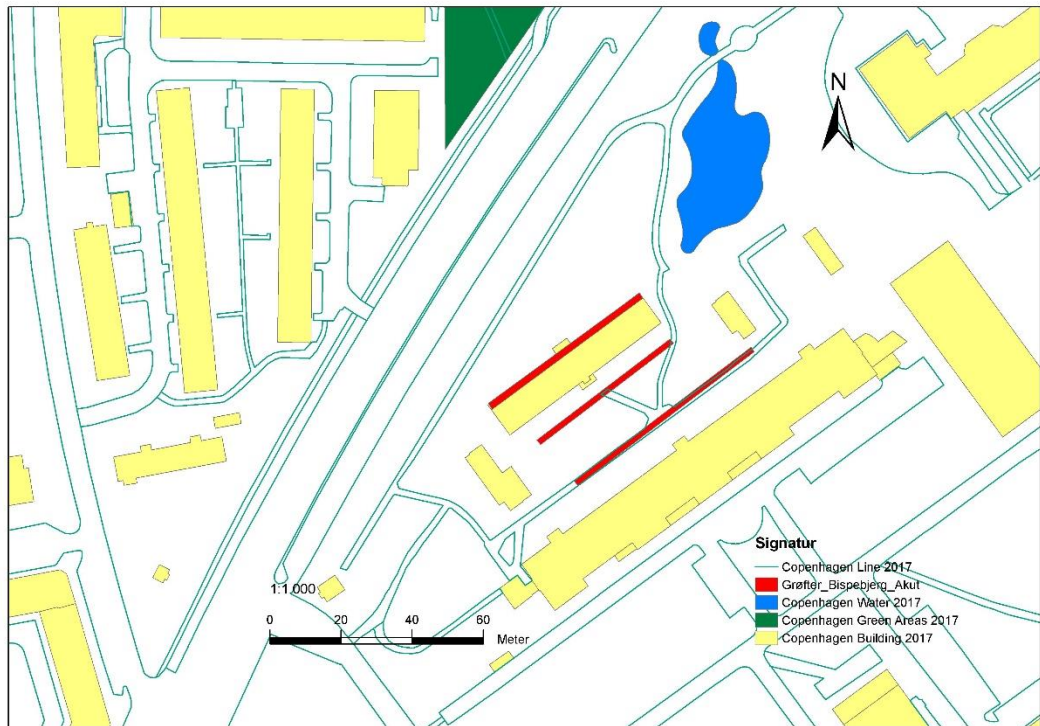 N
Signatur
Copenhagen Line 2017
Grøfter_Bispebjerg_Akut
Copenhagen Water 2017
Copenhagen Green Areas 2017
Copenhagen Building 2017
1:1.000
0 20 40 60
Meter